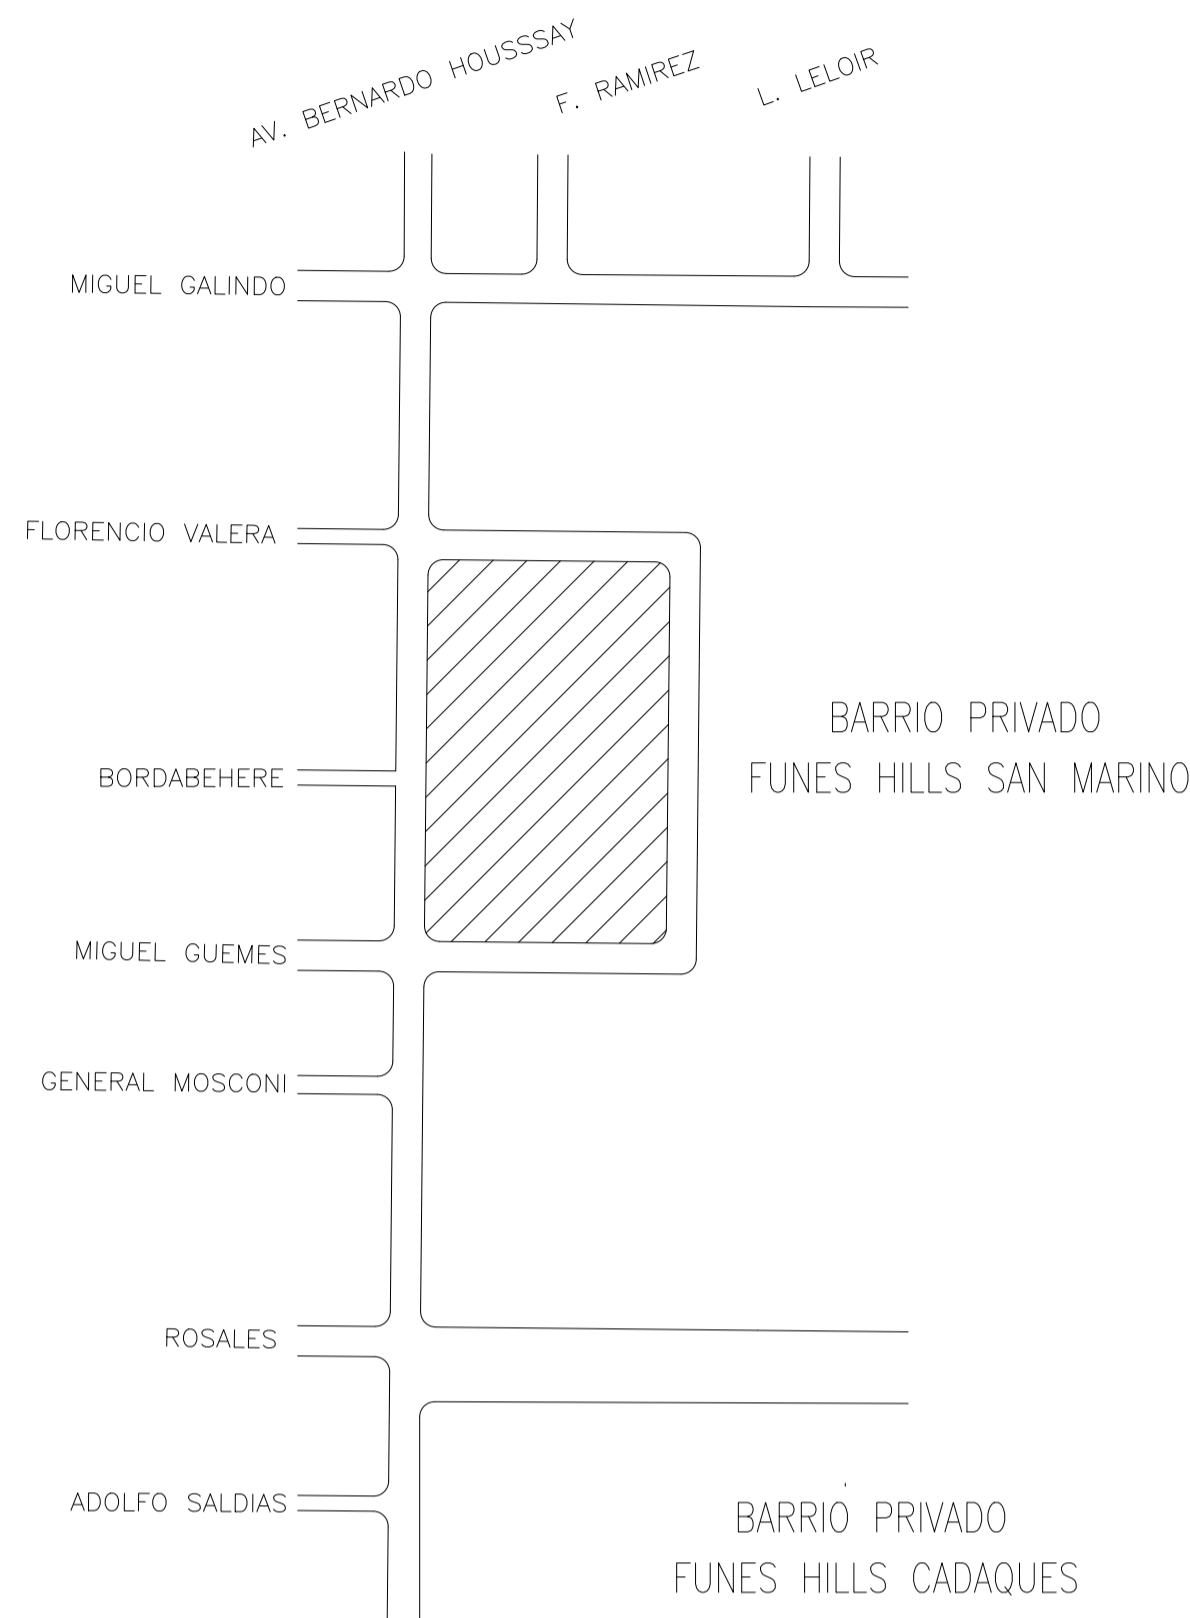 AV. BERNARDO HOUSSSAY
F. RAMIREZ
L. LELOIR
MIGUEL GALINDO
FLORENCIO VALERA
BARRIO PRIVADO
FUNES HILLS SAN MARINO
BORDABEHERE
MIGUEL GUEMES
GENERAL MOSCONI
ROSALES
ADOLFO SALDIAS
BARRIO PRIVADO
FUNES HILLS CADAQUES